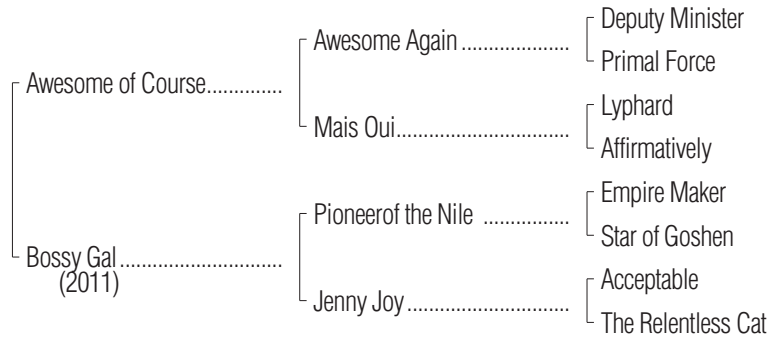 Deputy Minister
Awesome Again ..................
Primal Force
Awesome of Course..............
Lyphard
Mais Oui............................
Affirmatively
Empire Maker
Pioneerof the Nile ..............
Star of Goshen
Bossy Gal...........................
(2011)
Acceptable
Jenny Joy ..........................
The Relentless Cat